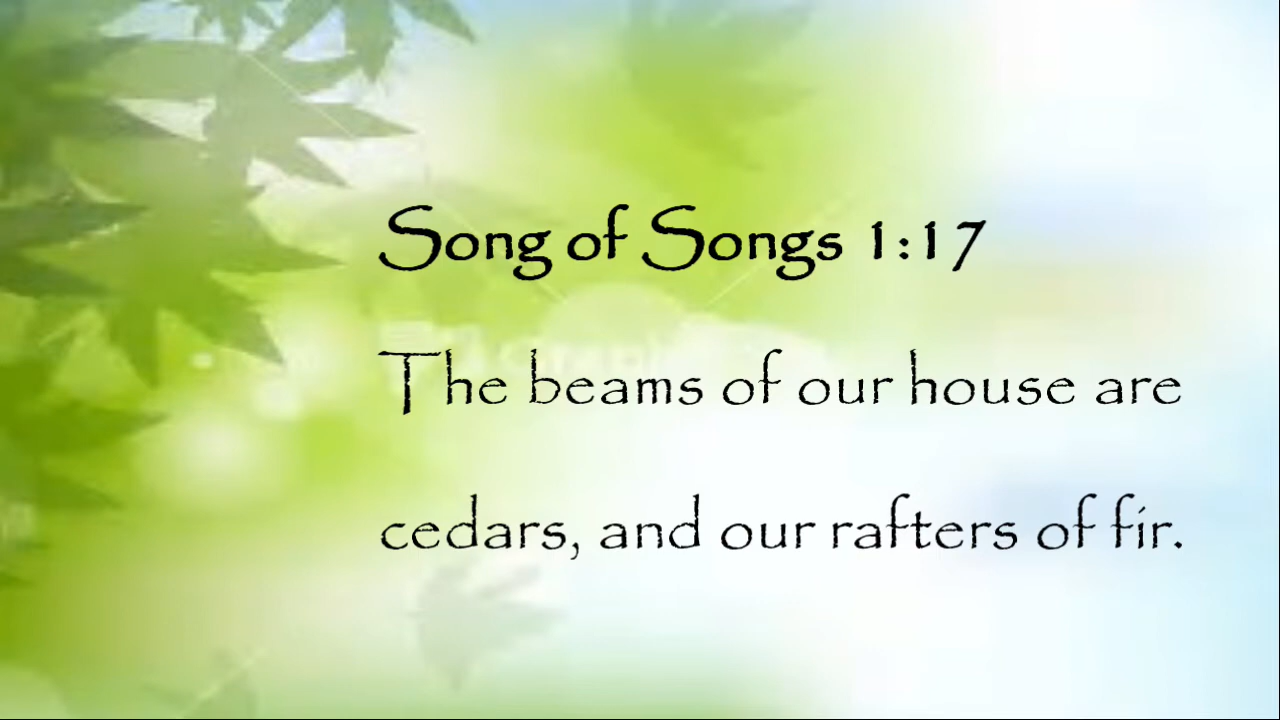 Song of Songs 1:17
The beams of our house are
cedars, and our rafters of fir.